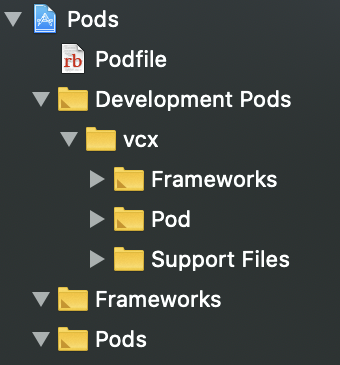 Pods
rb Podfile
Development Pods
vcx
Frameworks
Pod
Support Files
Frameworks
Pods